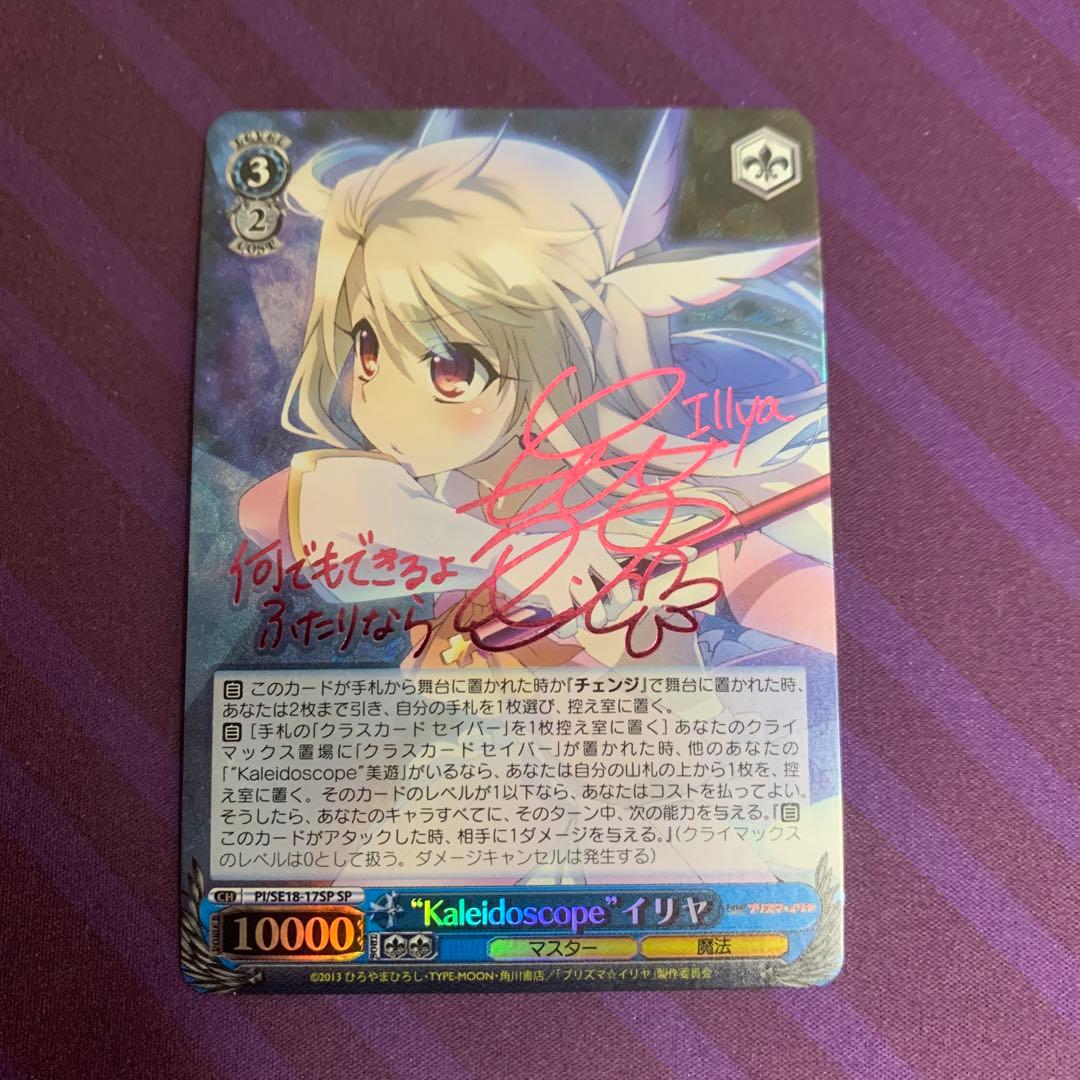 LEVEL
3
2
COST
Illya
何でもできるよ
ふたりなら
自 このカードが手札から舞台に置かれた時か『チェンジ』で舞台に置かれた時、
あなたは2枚まで引き、自分の手札を1枚選び、控え室に置く。
自 [手札の「クラスカード セイバー」を1枚控え室に置く] あなたのクライ
マックス置場に「クラスカード セイバー」が置かれた時、他のあなたの
「“Kaleidoscope”美遊」がいるなら、あなたは自分の山札の上から1枚を、控
え室に置く。そのカードのレベルが1以下なら、あなたはコストを払ってよい。
そうしたら、あなたのキャラすべてに、そのターン中、次の能力を与える。『自
このカードがアタックした時、相手に1ダメージを与える。』(クライマックス
のレベルは0として扱う。ダメージキャンセルは発生する)
CH PI/SE18-17SP SP
“Kaleidoscope”イリヤ
POWER 10000 SOUL
マスター 魔法
©2013 ひろやまひろし・TYPE-MOON・角川書店/「プリズマ☆イリヤ」製作委員会